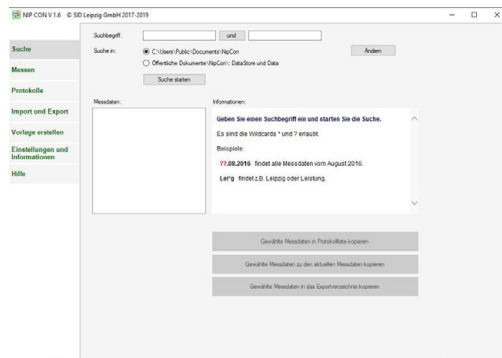 NIP CON V 1.6 © SID Leipzig GmbH 2017-2019
Suche
Messen
Protokolle
Import und Export
Vorlage erstellen
Einstellungen und
Informationen
Hilfe
Suchbegriff:
und
Suche in:
C:\Users\Public\Documents\NipCon
Ändern
Öffentliche Dokumente\NipCon\: DataStore und Data
Suche starten
Messdaten:
Informationen:
Geben Sie einen Suchbegriff ein und starten Sie die Suche.
Es sind die Wildcards * und ? erlaubt.
Beispiele:
??.08.2016 findet alle Messdaten vom August 2016.
Lei*g findet z.B. Leipzig oder Leistung.
Gewählte Messdaten in Protokollliste kopieren
Gewählte Messdaten zu den aktuellen Messdaten kopieren
Gewählte Messdaten in das Exportverzeichnis kopieren